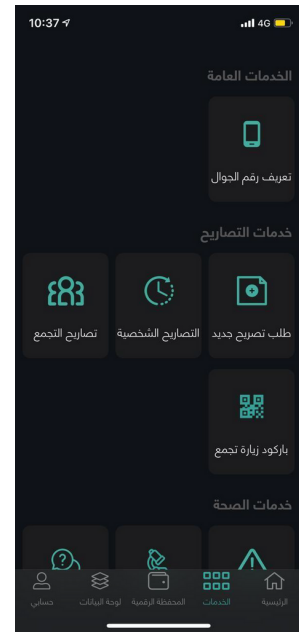 10:37 4G
الخدمات العامة
تعريف رقم الجوال
خدمات التصاريح
طلب تصريح جديد التصاريح الشخصية تصاريح التجمع
باركود زيارة تجمع
خدمات الصحة
الرئيسية الخدمات المحفظة الرقمية لوحة البيانات حسابي